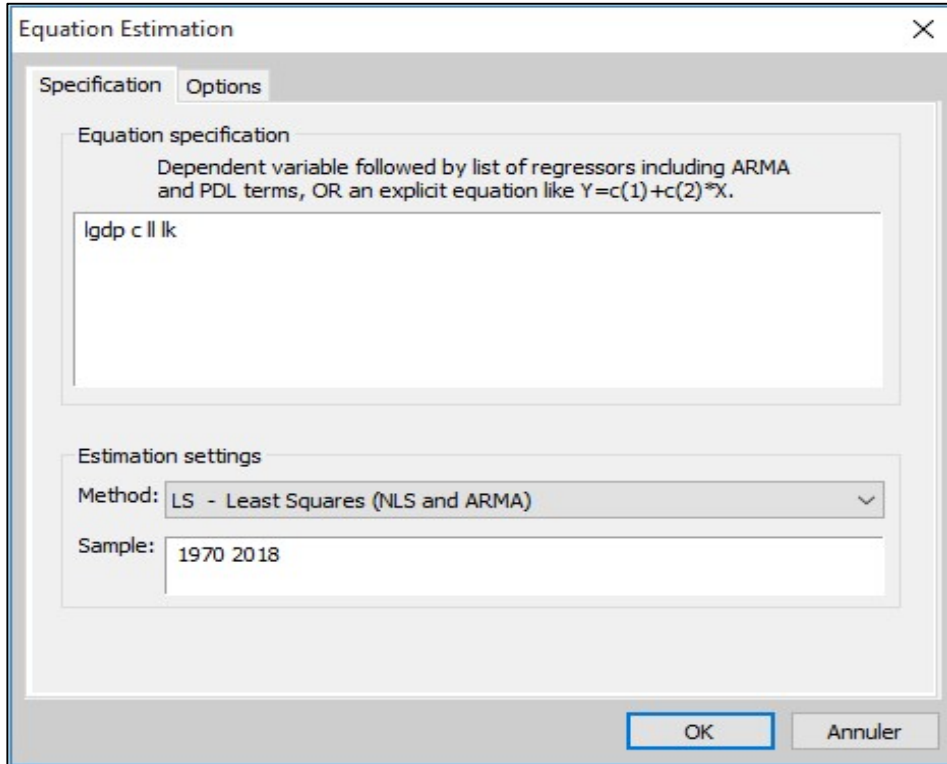 Equation Estimation
Specification
Options
Equation specification
Dependent variable followed by list of regressors including ARMA
and PDL terms, OR an explicit equation like Y=c(1)+c(2)*X.
lgdp c ll lk
Estimation settings
Method: LS - Least Squares (NLS and ARMA)
Sample: 1970 2018
OK
Annuler